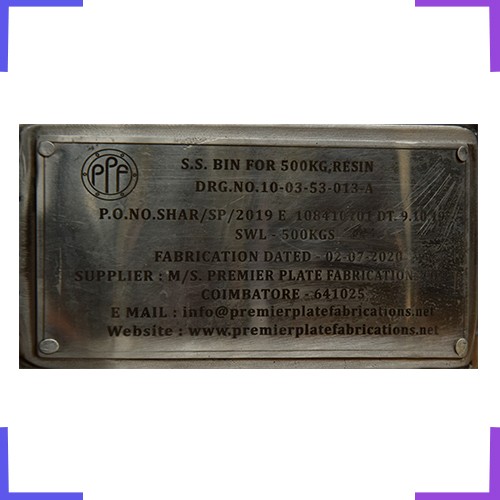 PPF
S.S. BIN FOR 500KG,RESIN
DRG.NO.10-03-53-013-A
P.O.NO.SHAR/SP/2019 E DT.
SWL - 500KGS
FABRICATION DATED - 02-07-2020
SUPPLIER : M/S. PREMIER PLATE FABRICATION
COIMBATORE - 641025
E MAIL : info@premierplatefabrications.net
Website : www.premierplatefabrications.net